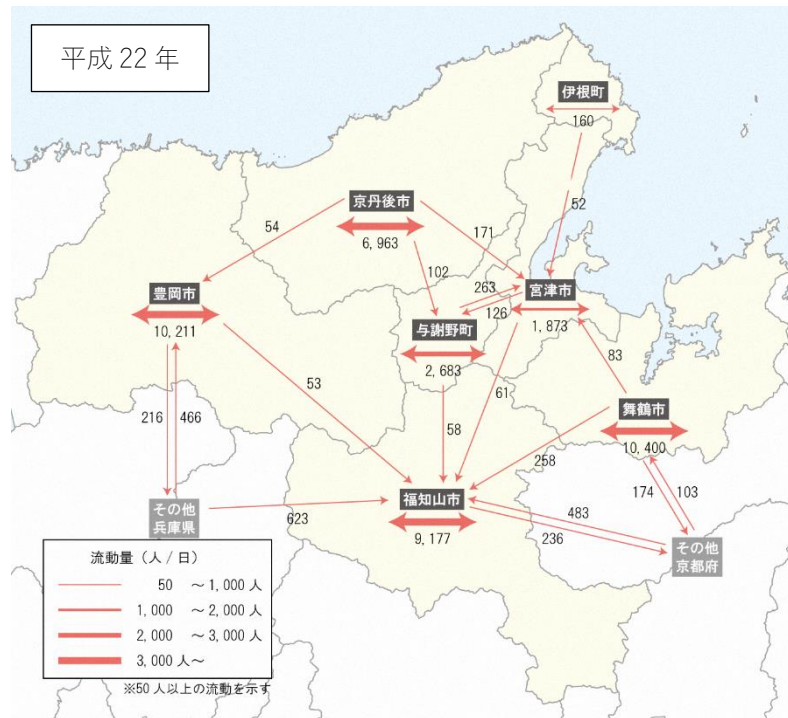 平成22年
伊根町
160
52
京丹後市
6,963
54
171
102
263
126
宮津市
1,873
豊岡市
10,211
与謝野町
2,683
83
53
61
58
舞鶴市
10,400
258
216
466
174
103
その他
兵庫県
623
福知山市
9,177
483
236
その他
京都府
流動量(人/日)
50 ～1,000人
1,000 ～2,000人
2,000 ～3,000人
3,000人～
※50人以上の流動を示す